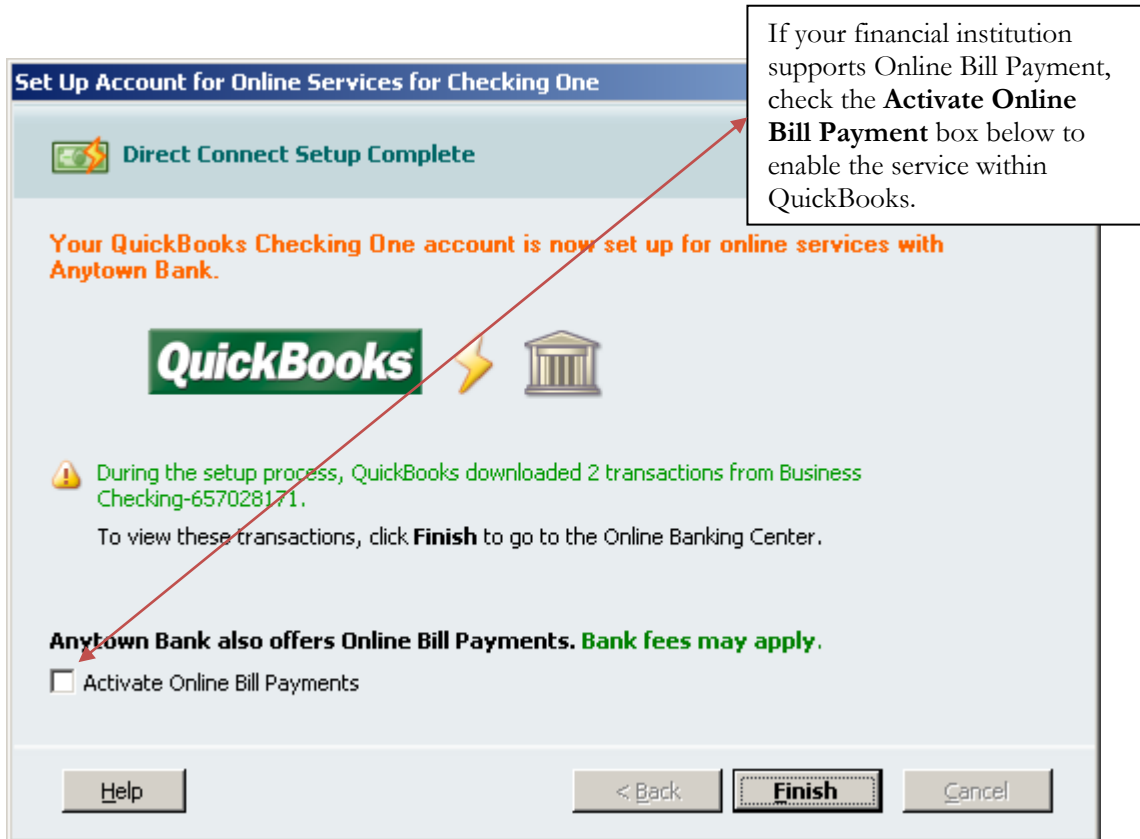 If your financial institution
supports Online Bill Payment,
check the Activate Online
Bill Payment box below to
enable the service within
QuickBooks.
Set Up Account for Online Services for Checking One
Direct Connect Setup Complete
Your QuickBooks Checking One account is now set up for online services with
Anytown Bank.
QuickBooks
During the setup process, QuickBooks downloaded 2 transactions from Business
Checking-657028171.
To view these transactions, click Finish to go to the Online Banking Center.
Anytown Bank also offers Online Bill Payments. Bank fees may apply.
Activate Online Bill Payments
Help
< Back
Finish
Cancel